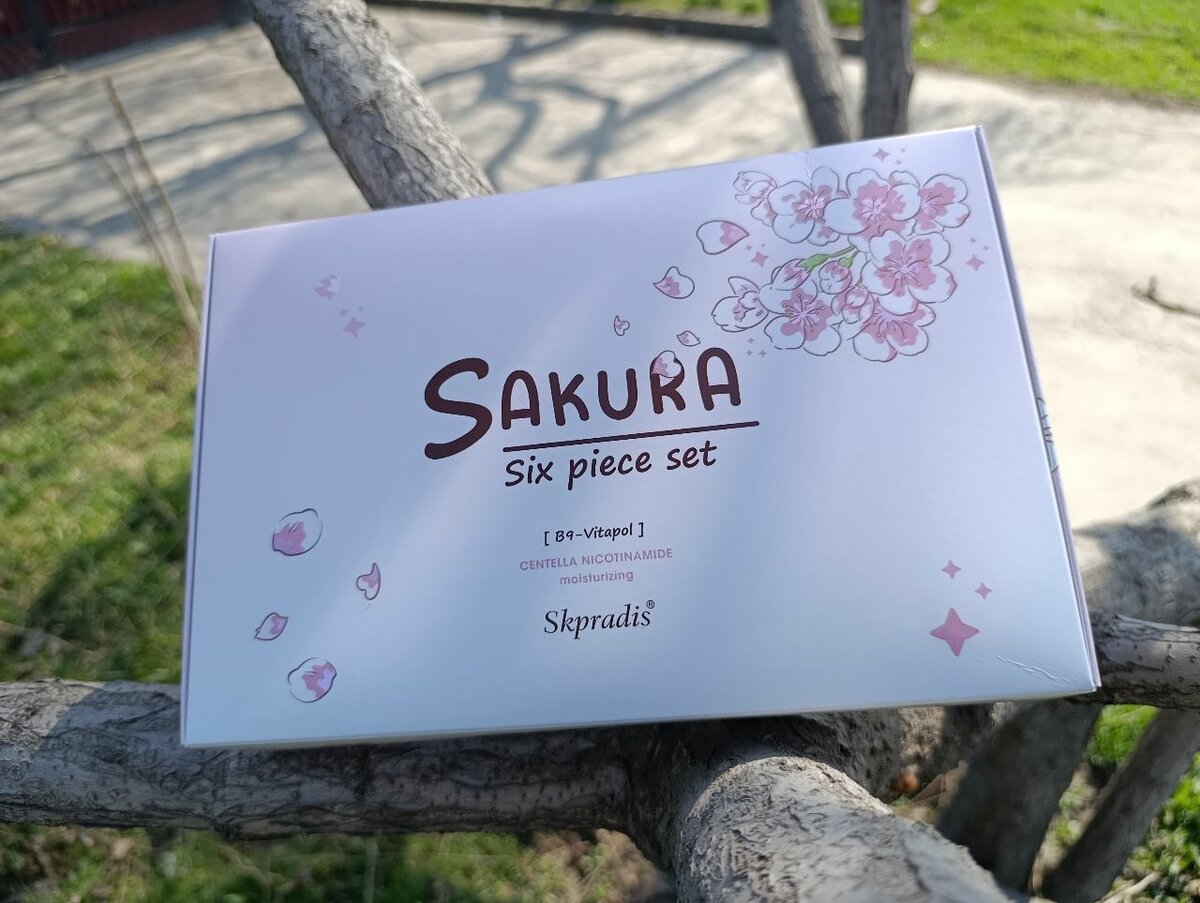 SAKURA
Six piece set
[ B9-Vitapol ]
CENTELLA NICOTINAMIDE
moisturizing
Skpradis®